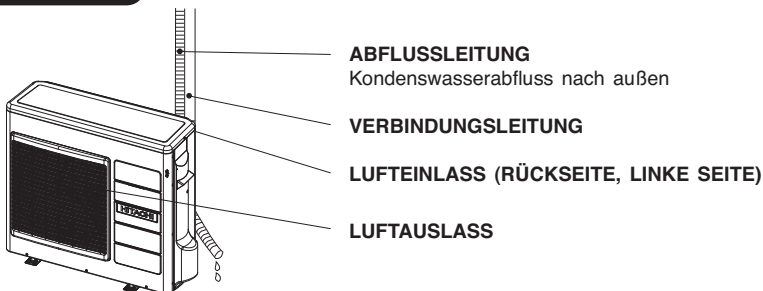 ABFLUSSLEITUNG
Kondenswasserabfluss nach außen
VERBINDUNGSLEITUNG
LUFTEINLASS (RÜCKSEITE, LINKE SEITE)
LUFTAUSLASS
HITACHI